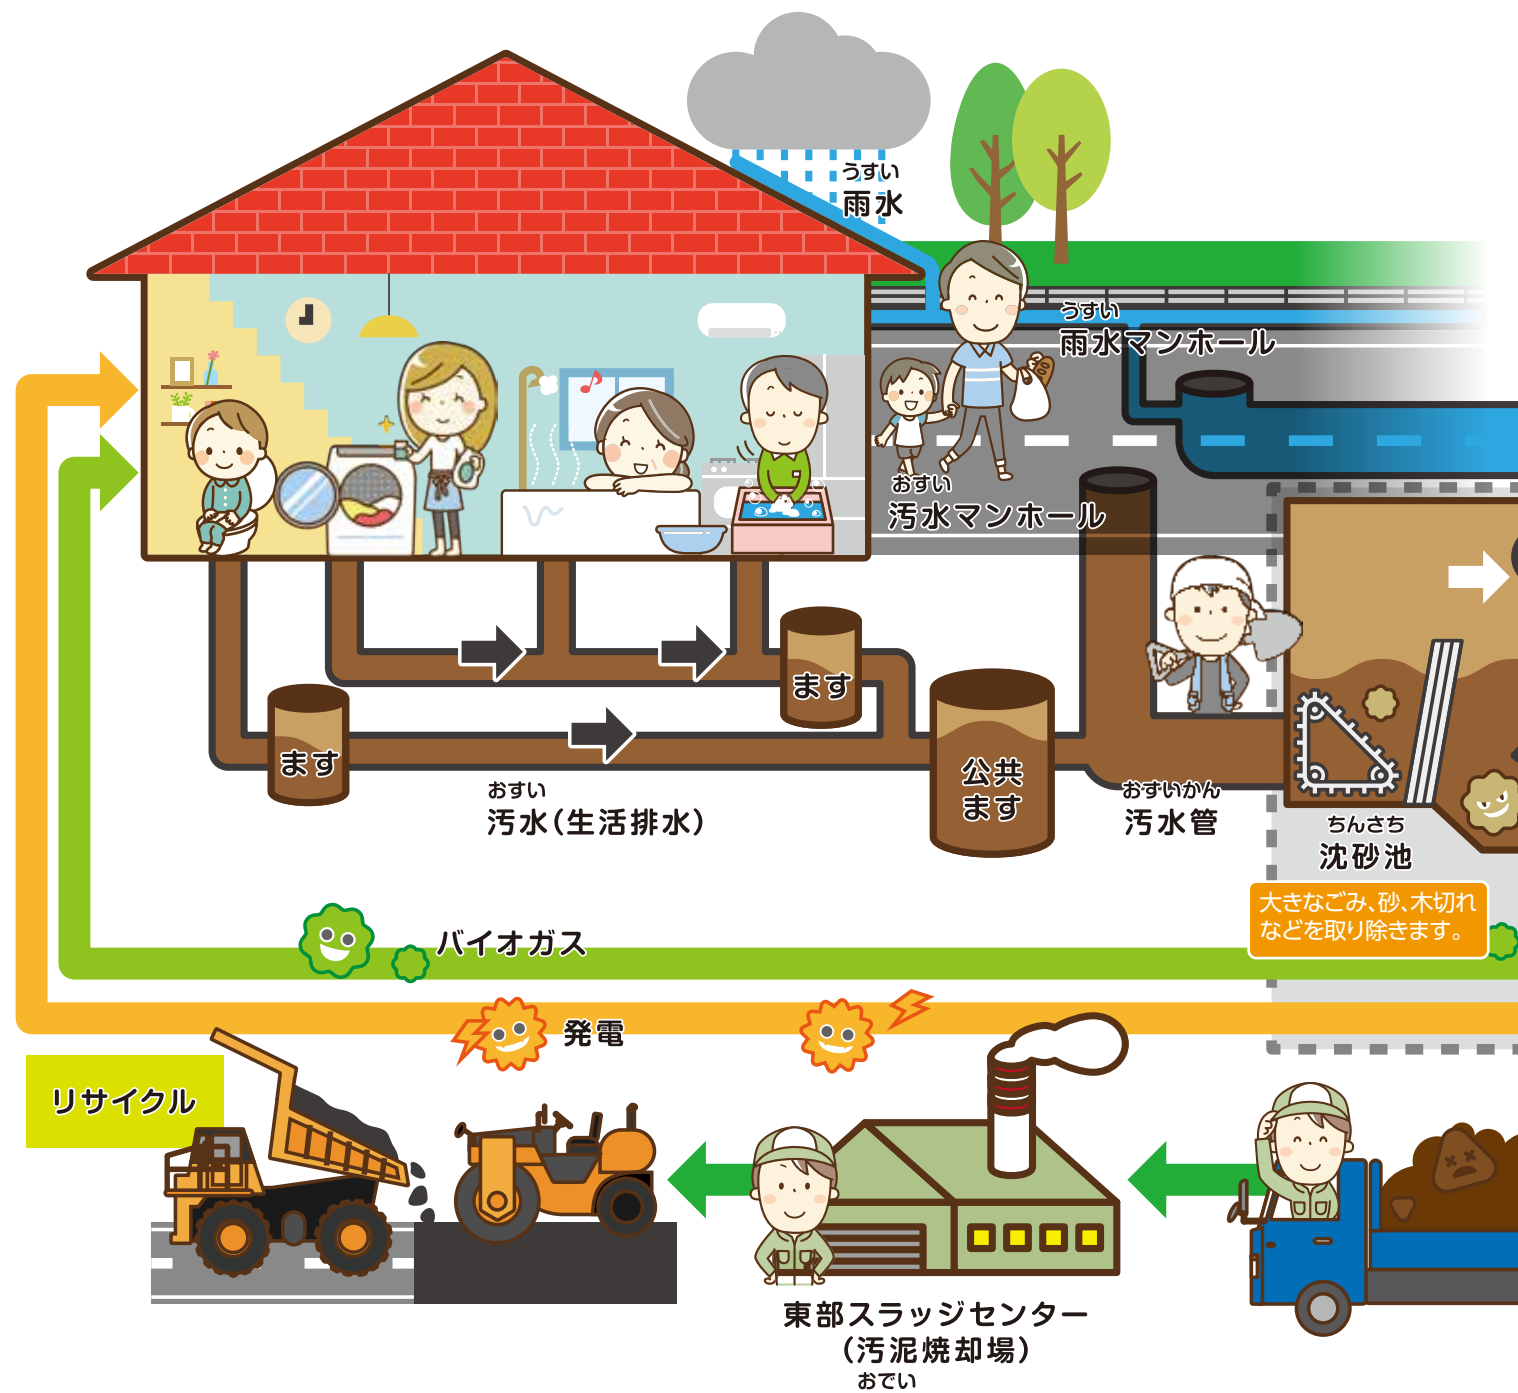 うすい
雨水
うすい
雨水マンホール
おすい
汚水マンホール
ます
ます
公共
ます
おすい
汚水(生活排水)
おすいかん
汚水管
ちんさち
沈砂池
大きなごみ、砂、木切れ
などを取り除きます。
バイオガス
発電
リサイクル
東部スラッジセンター
(汚泥焼却場)
おでい